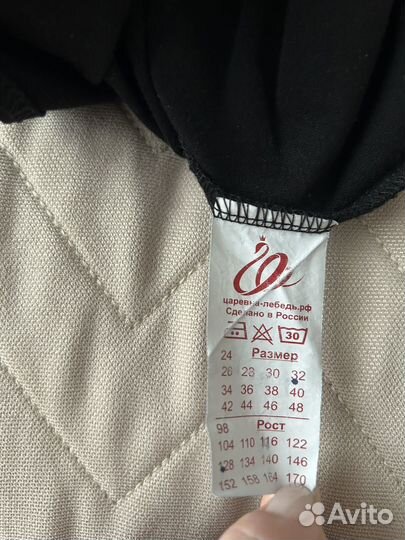 царевна-лебедь.рф
Сделано в России
30
24 Размер
26 28 30 32
34 36 38 40
42 44 46 48
98 Рост
104 110 116 122
128 134 140 146
152 158 164 170
Avito